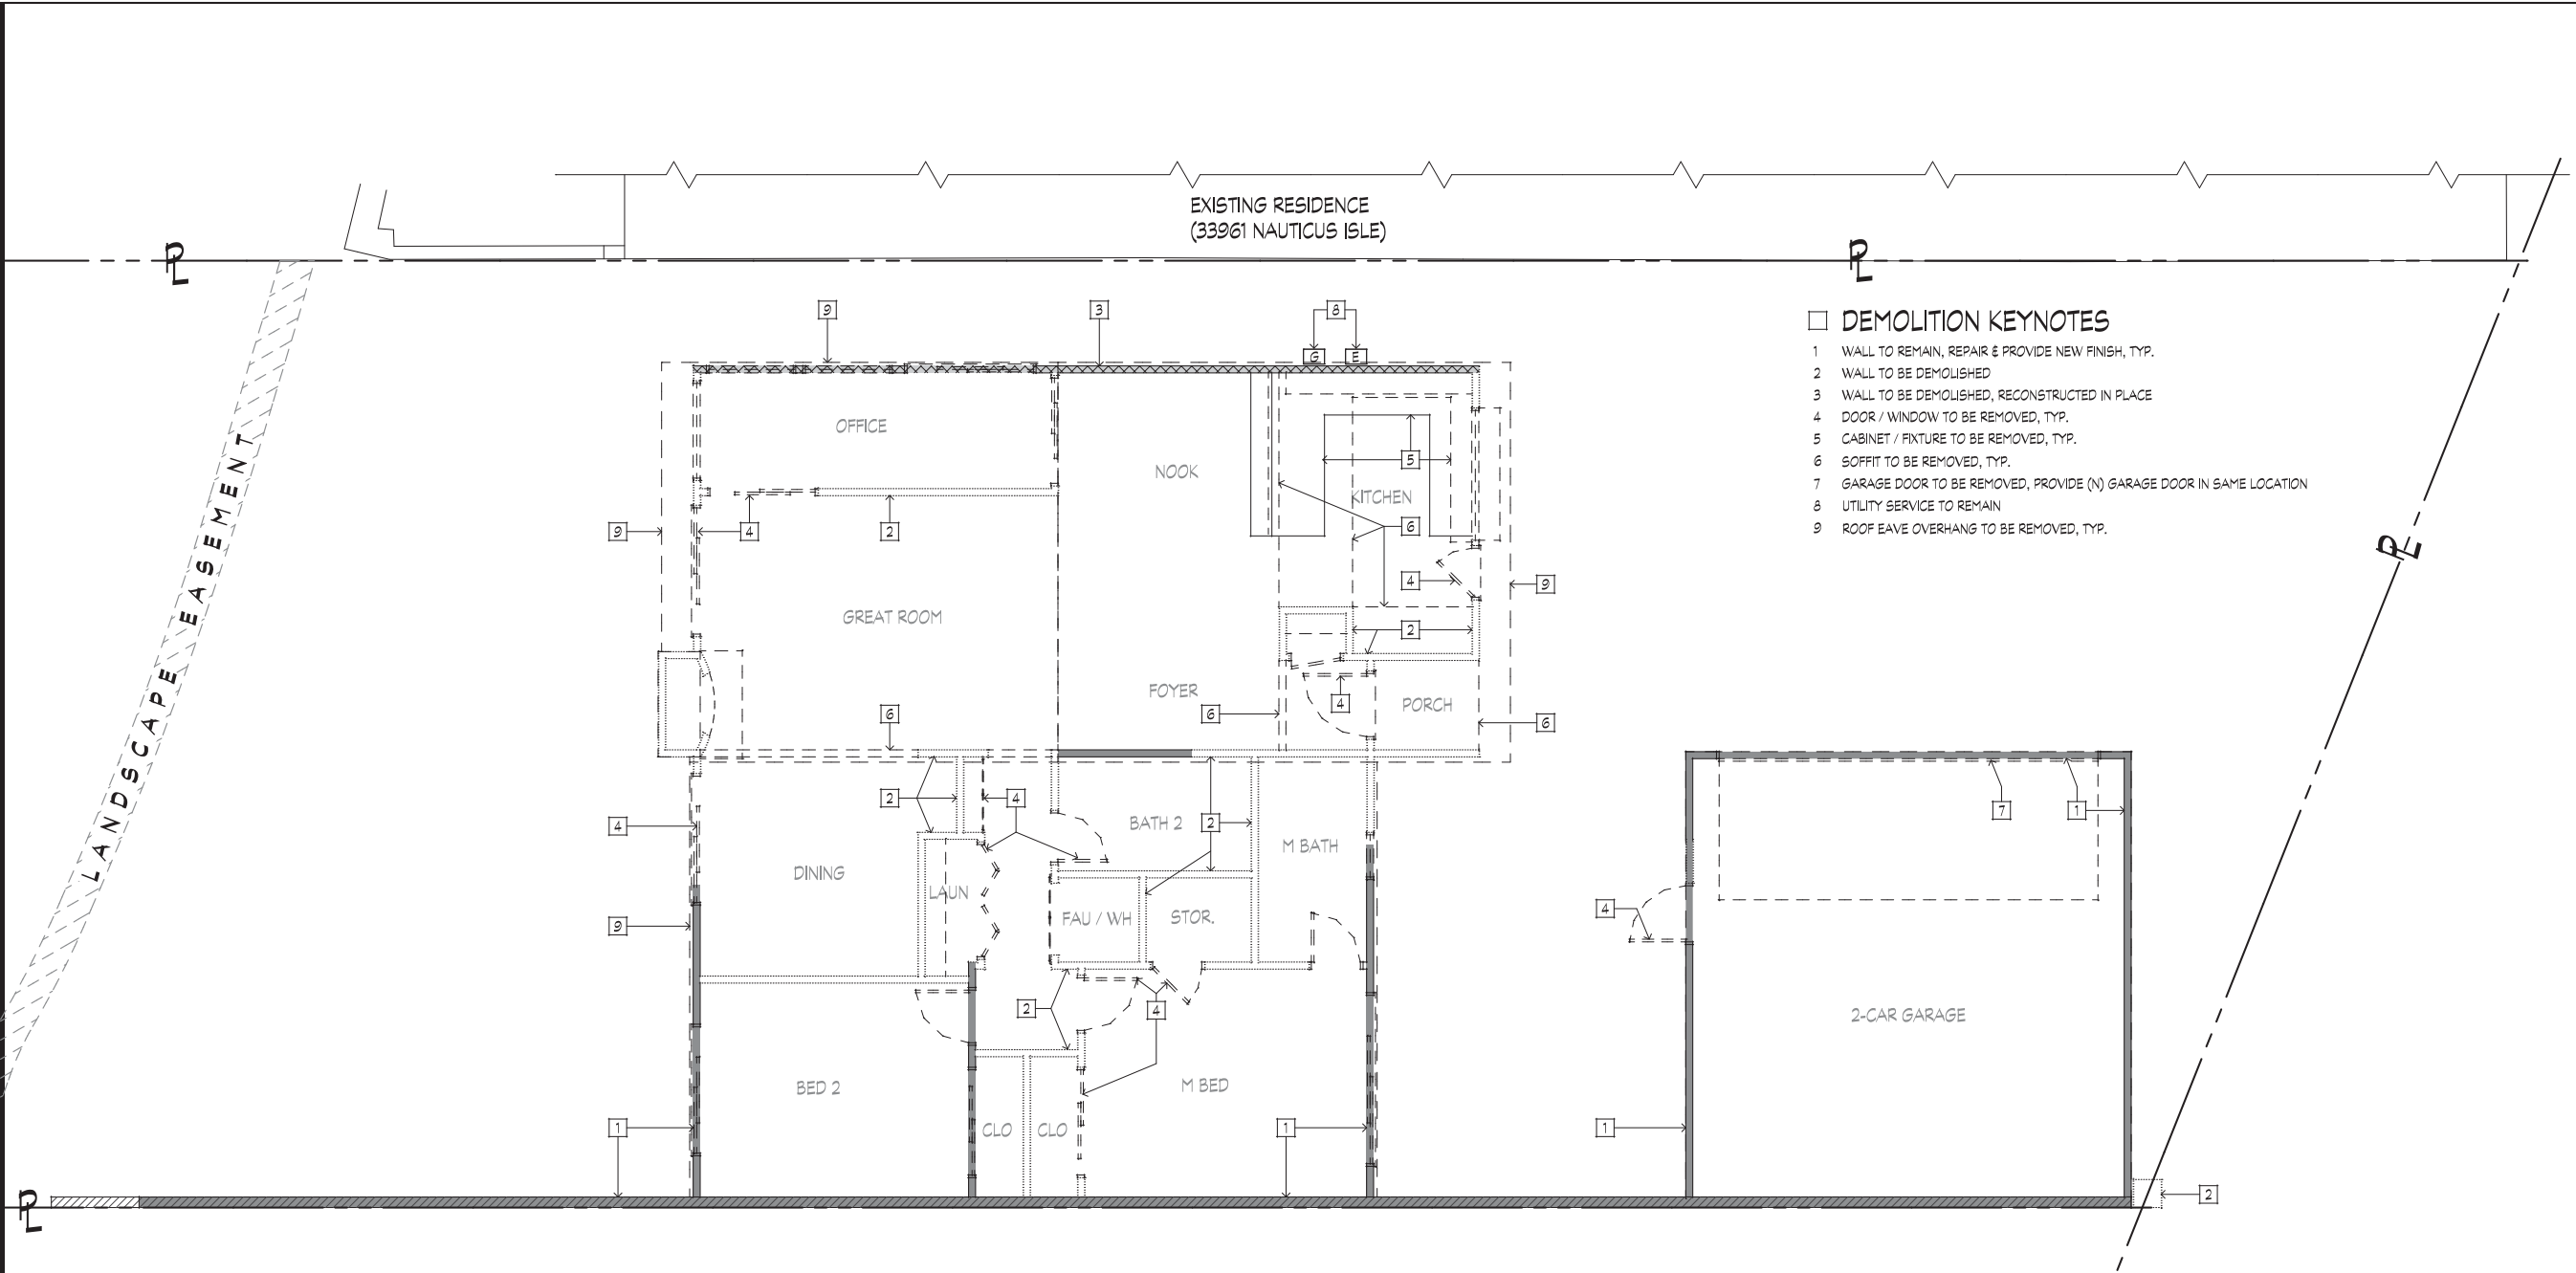 EXISTING RESIDENCE
(33961 NAUTICUS ISLE)
PL
PL
9
3
8
G
E
DEMOLITION KEYNOTES
1 WALL TO REMAIN, REPAIR & PROVIDE NEW FINISH, TYP.
2 WALL TO BE DEMOLISHED
3 WALL TO BE DEMOLISHED, RECONSTRUCTED IN PLACE
4 DOOR / WINDOW TO BE REMOVED, TYP.
5 CABINET / FIXTURE TO BE REMOVED, TYP.
6 SOFFIT TO BE REMOVED, TYP.
7 GARAGE DOOR TO BE REMOVED, PROVIDE (N) GARAGE DOOR IN SAME LOCATION
8 UTILITY SERVICE TO REMAIN
9 ROOF EAVE OVERHANG TO BE REMOVED, TYP.
LANDSCAPE EASEMENT
OFFICE
NOOK
5
KITCHEN
9
4
2
6
PL
4
9
GREAT ROOM
2
FOYER
4
PORCH
6
6
6
2
4
4
BATH 2
2
M BATH
7
1
DINING
LAUN
FAU / WH
STOR.
4
9
2
4
2-CAR GARAGE
BED 2
M BED
CLO
CLO
1
1
1
PL
2